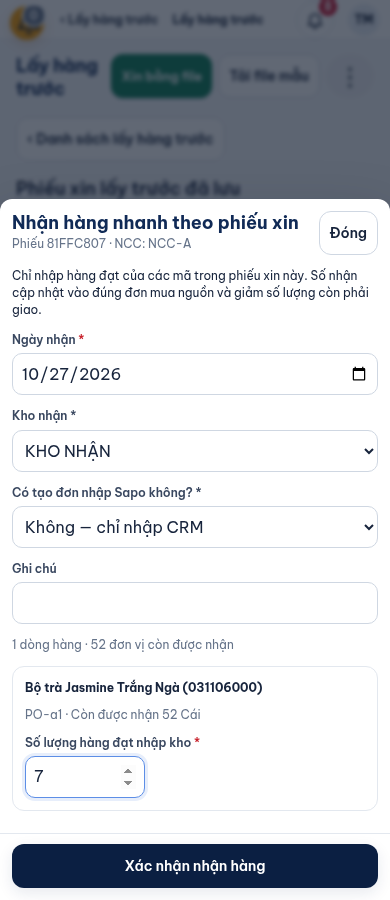 ‹ Lấy hàng trước Lấy hàng trước TM
Lấy hàng trước
Xin bằng file
Tải file mẫu
‹ Danh sách lấy hàng trước
Phiếu xin lấy trước đã lưu
Nhận hàng nhanh theo phiếu xin
Đóng
Phiếu 81FFC807 · NCC: NCC-A
Chỉ nhập hàng đạt của các mã trong phiếu xin này. Số nhận
cập nhật vào đúng đơn mua nguồn và giảm số lượng còn phải
giao.
Ngày nhận *
10/27/2026
Kho nhận *
KHO NHẬN
Có tạo đơn nhập Sapo không? *
Không — chỉ nhập CRM
Ghi chú
1 dòng hàng · 52 đơn vị còn được nhận
Bộ trà Jasmine Trắng Ngà (031106000)
PO-a1 · Còn được nhận 52 Cái
Số lượng hàng đạt nhập kho *
7
Xác nhận nhận hàng